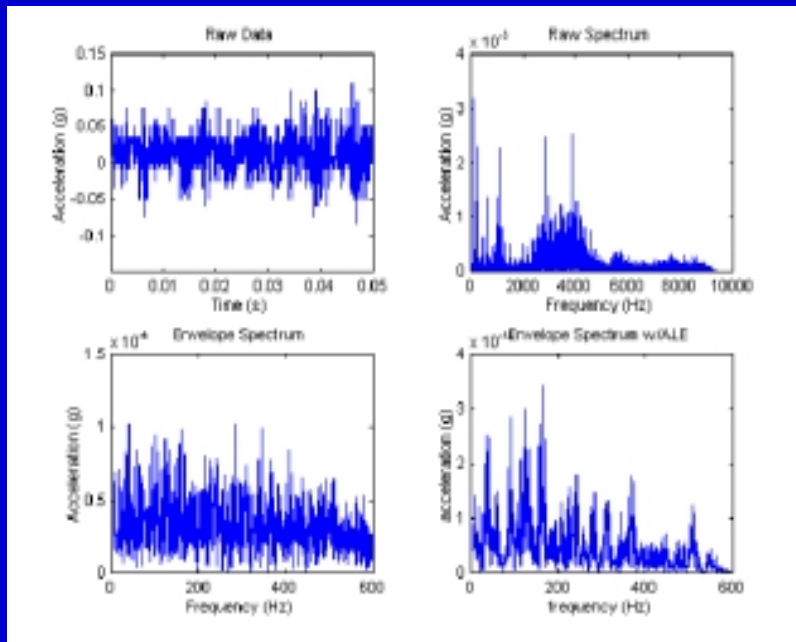 Raw Data
0.15
0.1
0.05
0
-0.05
-0.1
Acceleration (g)
0 0.01 0.02 0.03 0.04 0.05
Time (s)
Raw Spectrum
4
3
2
1
0
Acceleration (g)
0 2000 4000 6000 8000 10000
Frequency (Hz)
Envelope Spectrum
x 10
1.5
1
0.5
0
Acceleration (g)
0 200 400 600
Frequency (Hz)
Envelope Spectrum w/ALE
4
3
2
1
0
acceleration (g)
0 200 400 600
frequency (Hz)